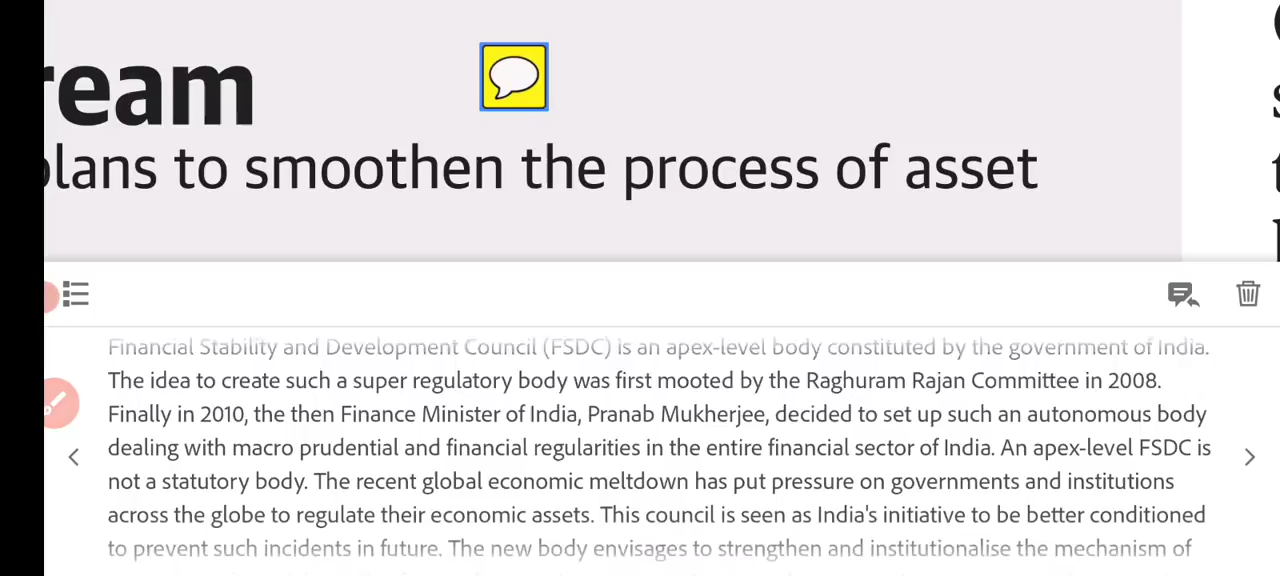 ream
plans to smoothen the process of asset
Financial Stability and Development Council (FSDC) is an apex-level body constituted by the government of India.
The idea to create such a super regulatory body was first mooted by the Raghuram Rajan Committee in 2008.
Finally in 2010, the then Finance Minister of India, Pranab Mukherjee, decided to set up such an autonomous body
dealing with macro prudential and financial regularities in the entire financial sector of India. An apex-level FSDC is
not a statutory body. The recent global economic meltdown has put pressure on governments and institutions
across the globe to regulate their economic assets. This council is seen as India's initiative to be better conditioned
to prevent such incidents in future. The new body envisages to strengthen and institutionalise the mechanism of